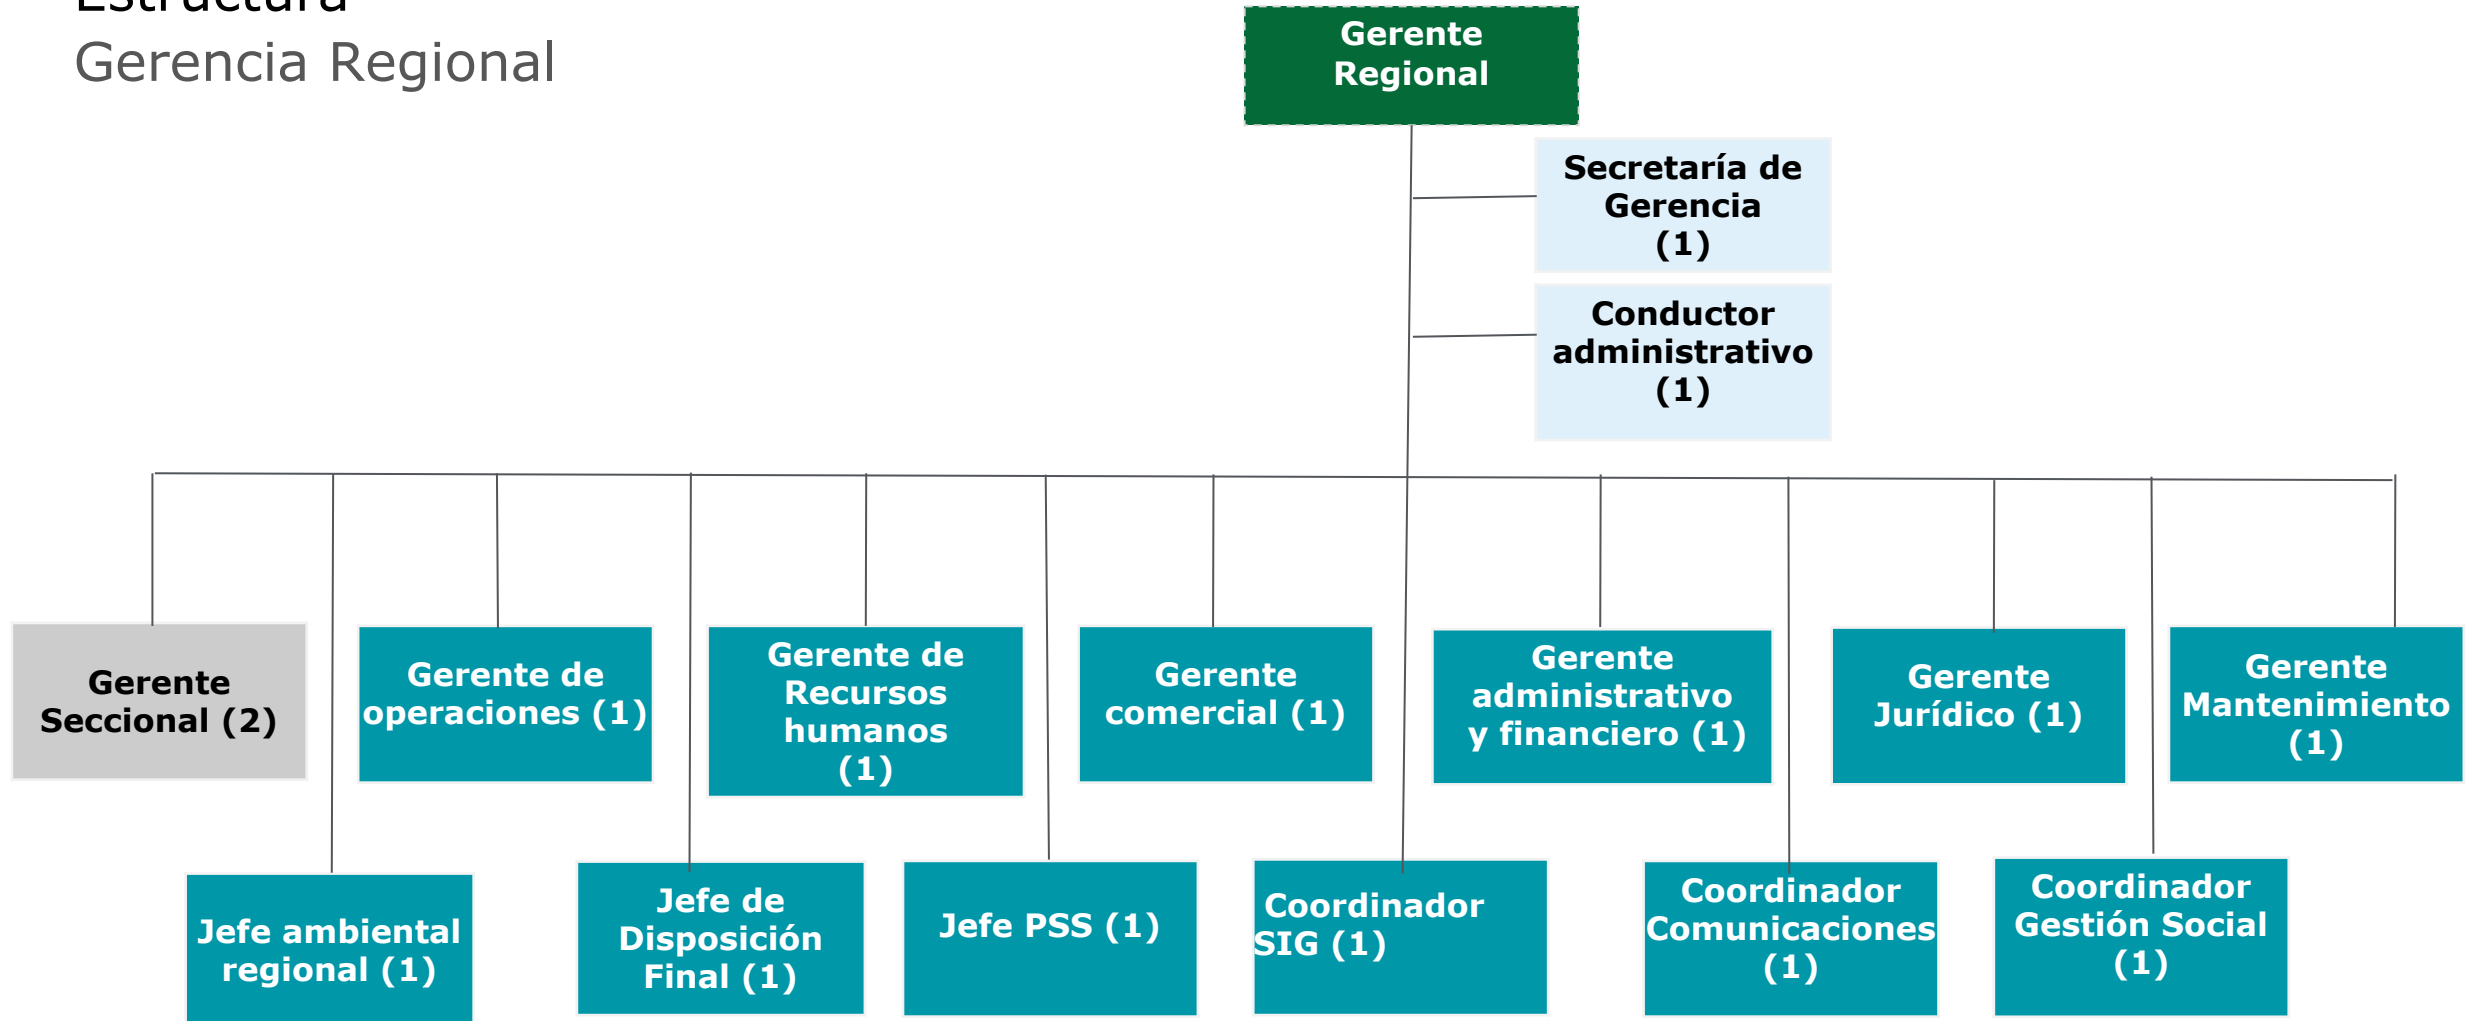 Estructura
Gerencia Regional
Gerente
Regional
Secretaría de
Gerencia
(1)
Conductor
administrativo
(1)
Gerente
Seccional (2)
Gerente de
operaciones (1)
Gerente de
Recursos
humanos
(1)
Gerente
comercial (1)
Gerente
administrativo
y financiero (1)
Gerente
Jurídico (1)
Gerente
Mantenimiento
(1)
Jefe ambiental
regional (1)
Jefe de
Disposición
Final (1)
Jefe PSS (1)
Coordinador
SIG (1)
Coordinador
Comunicaciones
(1)
Coordinador
Gestión Social
(1)